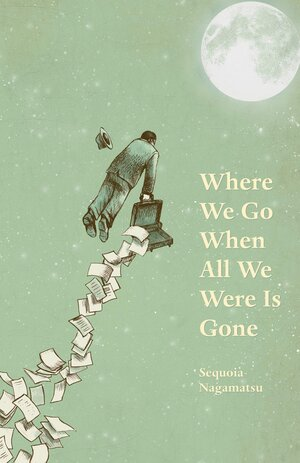 Where
We Go
When
All We
Were Is
Gone
Sequoia
Nagamatsu